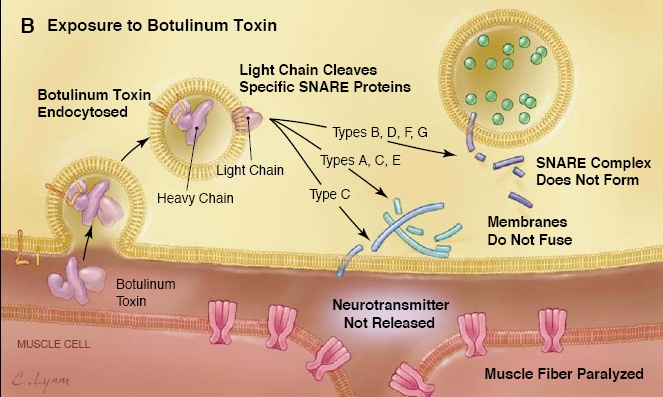 B Exposure to Botulinum Toxin
Light Chain Cleaves
Specific SNARE Proteins
Botulinum Toxin
Endocytosed
Types B, D, F, G
Types A, C, E
Type C
Light Chain
Heavy Chain
SNARE Complex
Does Not Form
Membranes
Do Not Fuse
Botulinum
Toxin
Neurotransmitter
Not Released
MUSCLE CELL
Muscle Fiber Paralyzed
C. Lynm